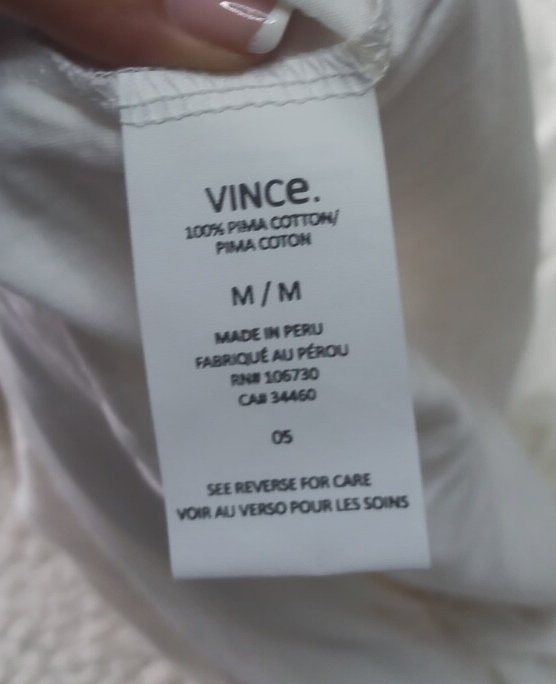 VINCe.
100% PIMA COTTON/
PIMA COTON
M / M
MADE IN PERU
FABRIQUÉ AU PÉROU
RN# 106730
CA# 34460
05
SEE REVERSE FOR CARE
VOIR AU VERSO POUR LES SOINS